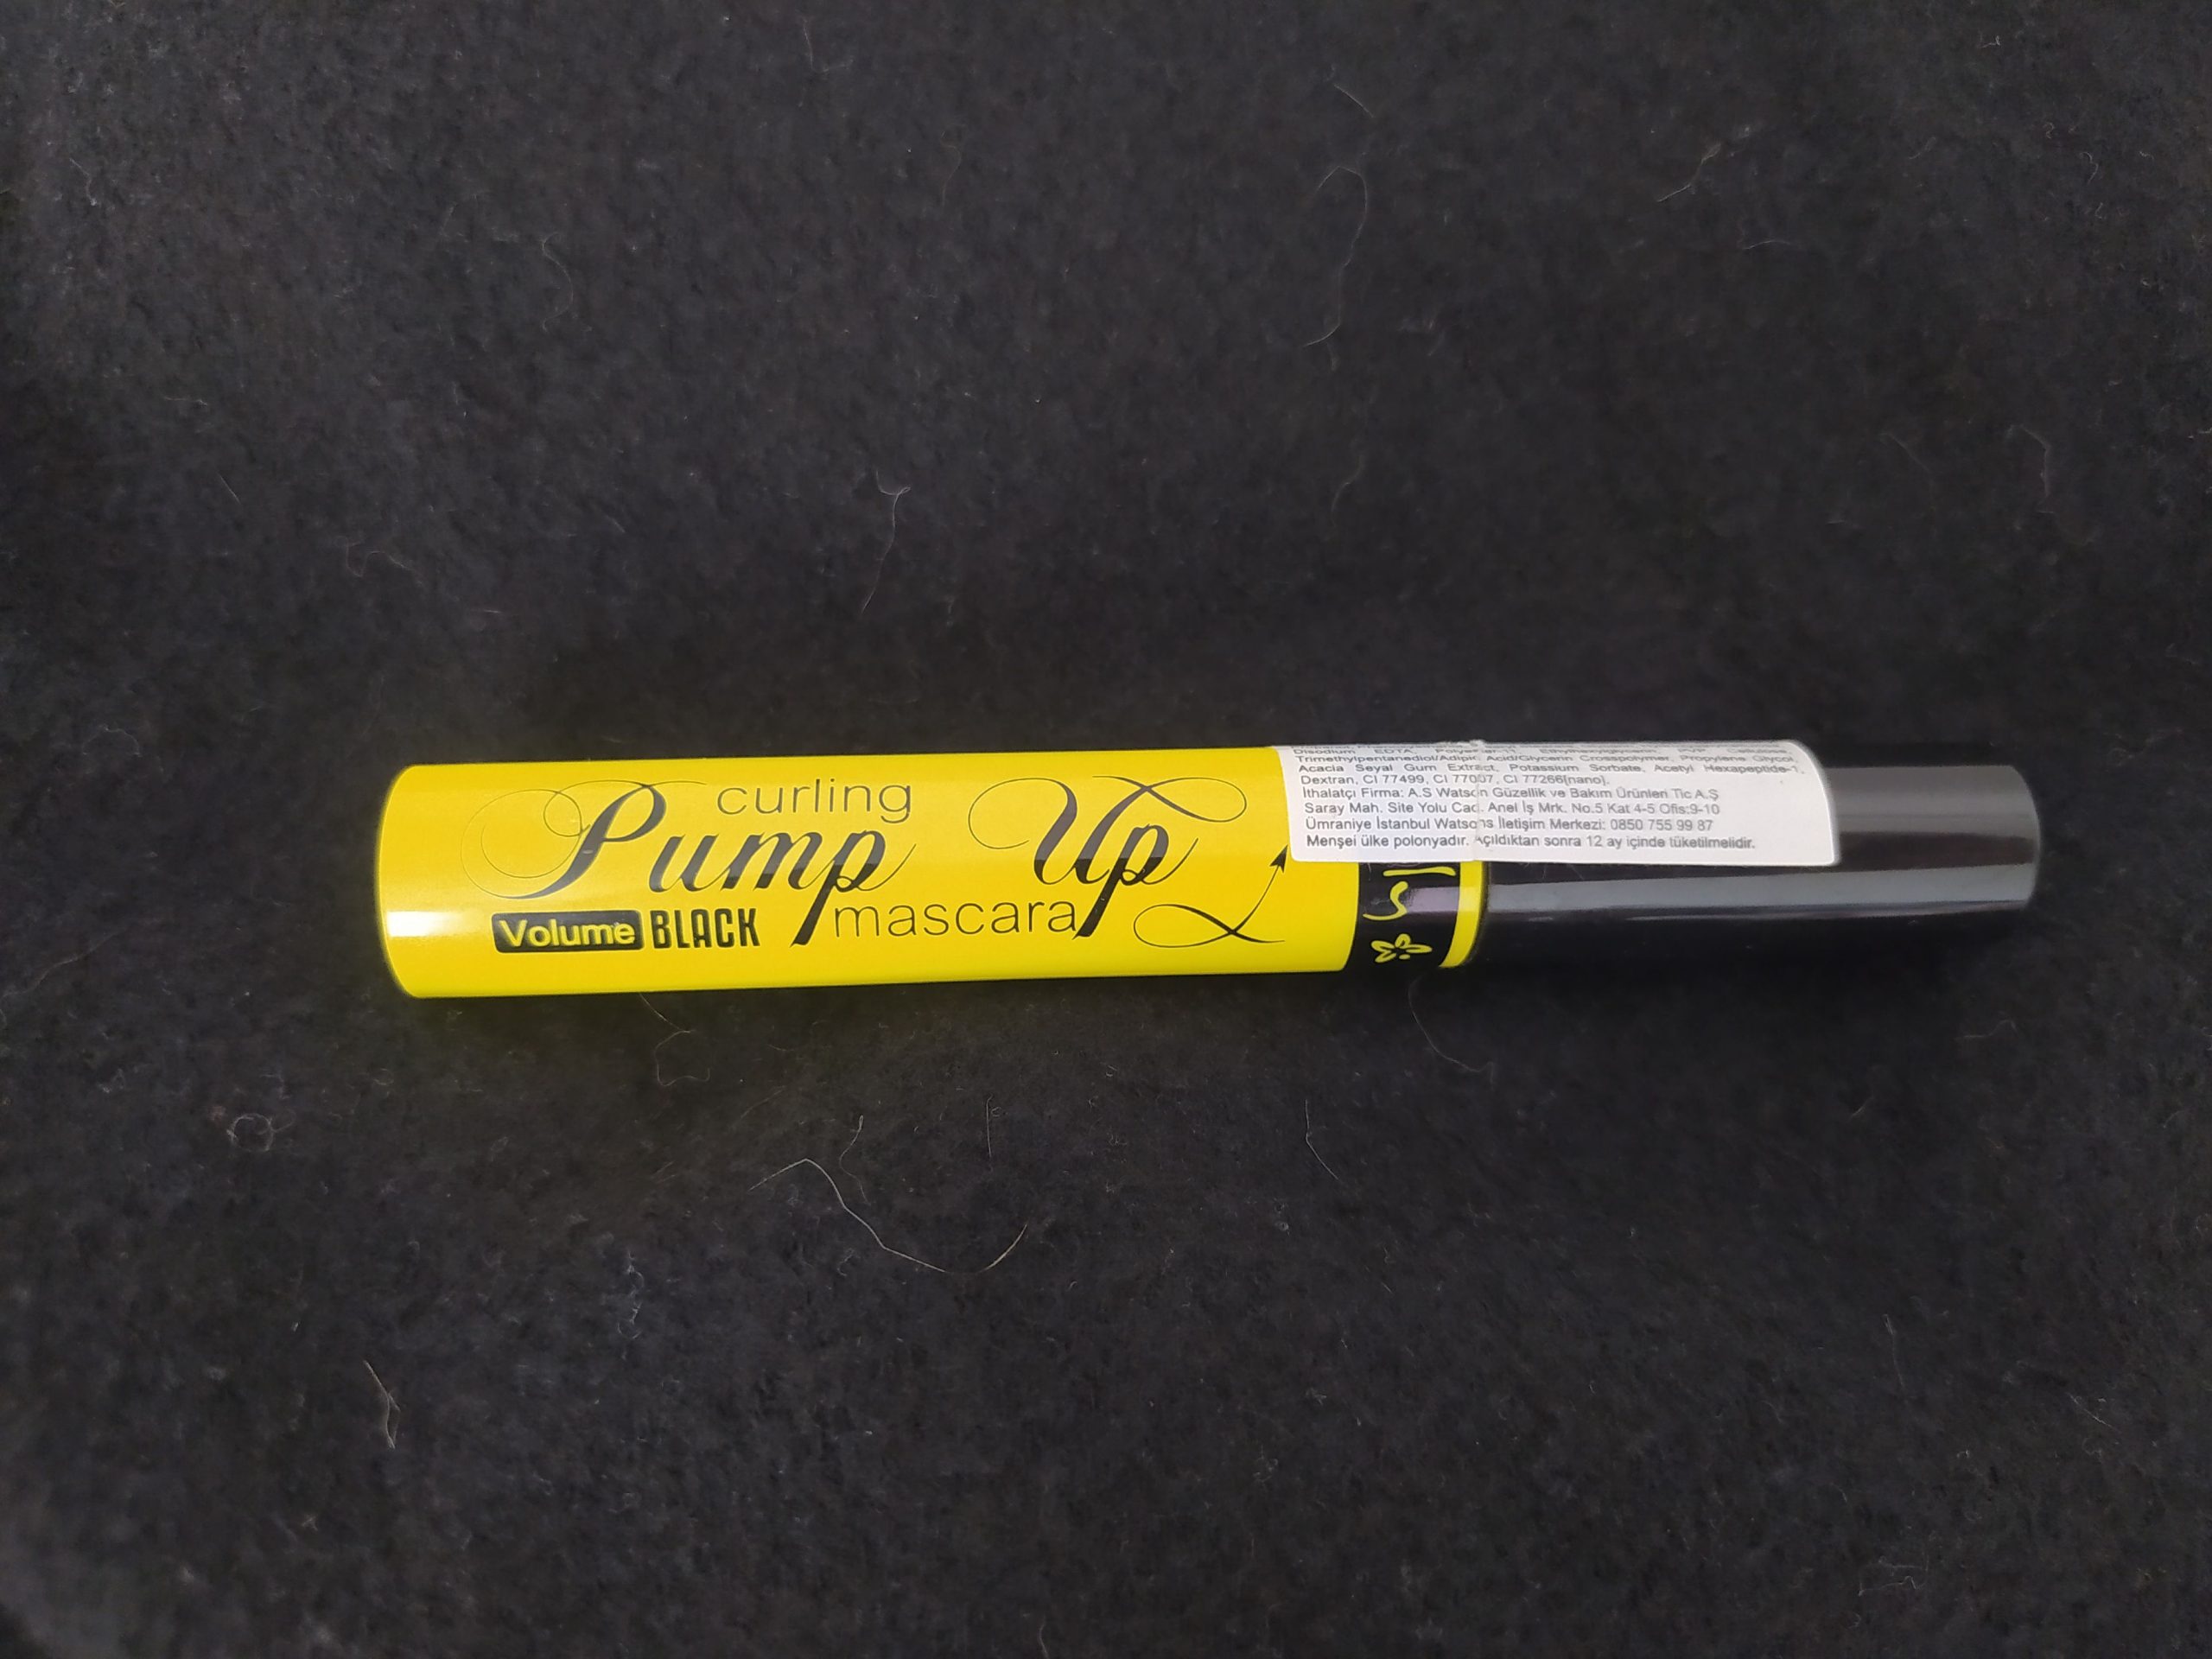 curling
Pump Up
mascara
Volume BLACK
Disodium EDTA, Ethylhexylglycerin, PVP, Cellulose,
Trimethylpentanediol/Adipic Acid/Glycerin Crosspolymer, Propylene Glycol,
Acacia Seyal Gum Extract, Potassium Sorbate, Acetyl Hexapeptide-1,
Dextran, CI 77499, CI 77007, CI 77266[nano].
İthalatçı Firma: A.S Watson Güzellik ve Bakım Ürünleri Tic A.Ş
Saray Mah. Site Yolu Cad. Anel İş Mrk. No.5 Kat 4-5 Ofis:9-10
Ümraniye İstanbul Watsons İletişim Merkezi: 0850 755 99 87
Menşei ülke polonyadır. Açıldıktan sonra 12 ay içinde tüketilmelidir.